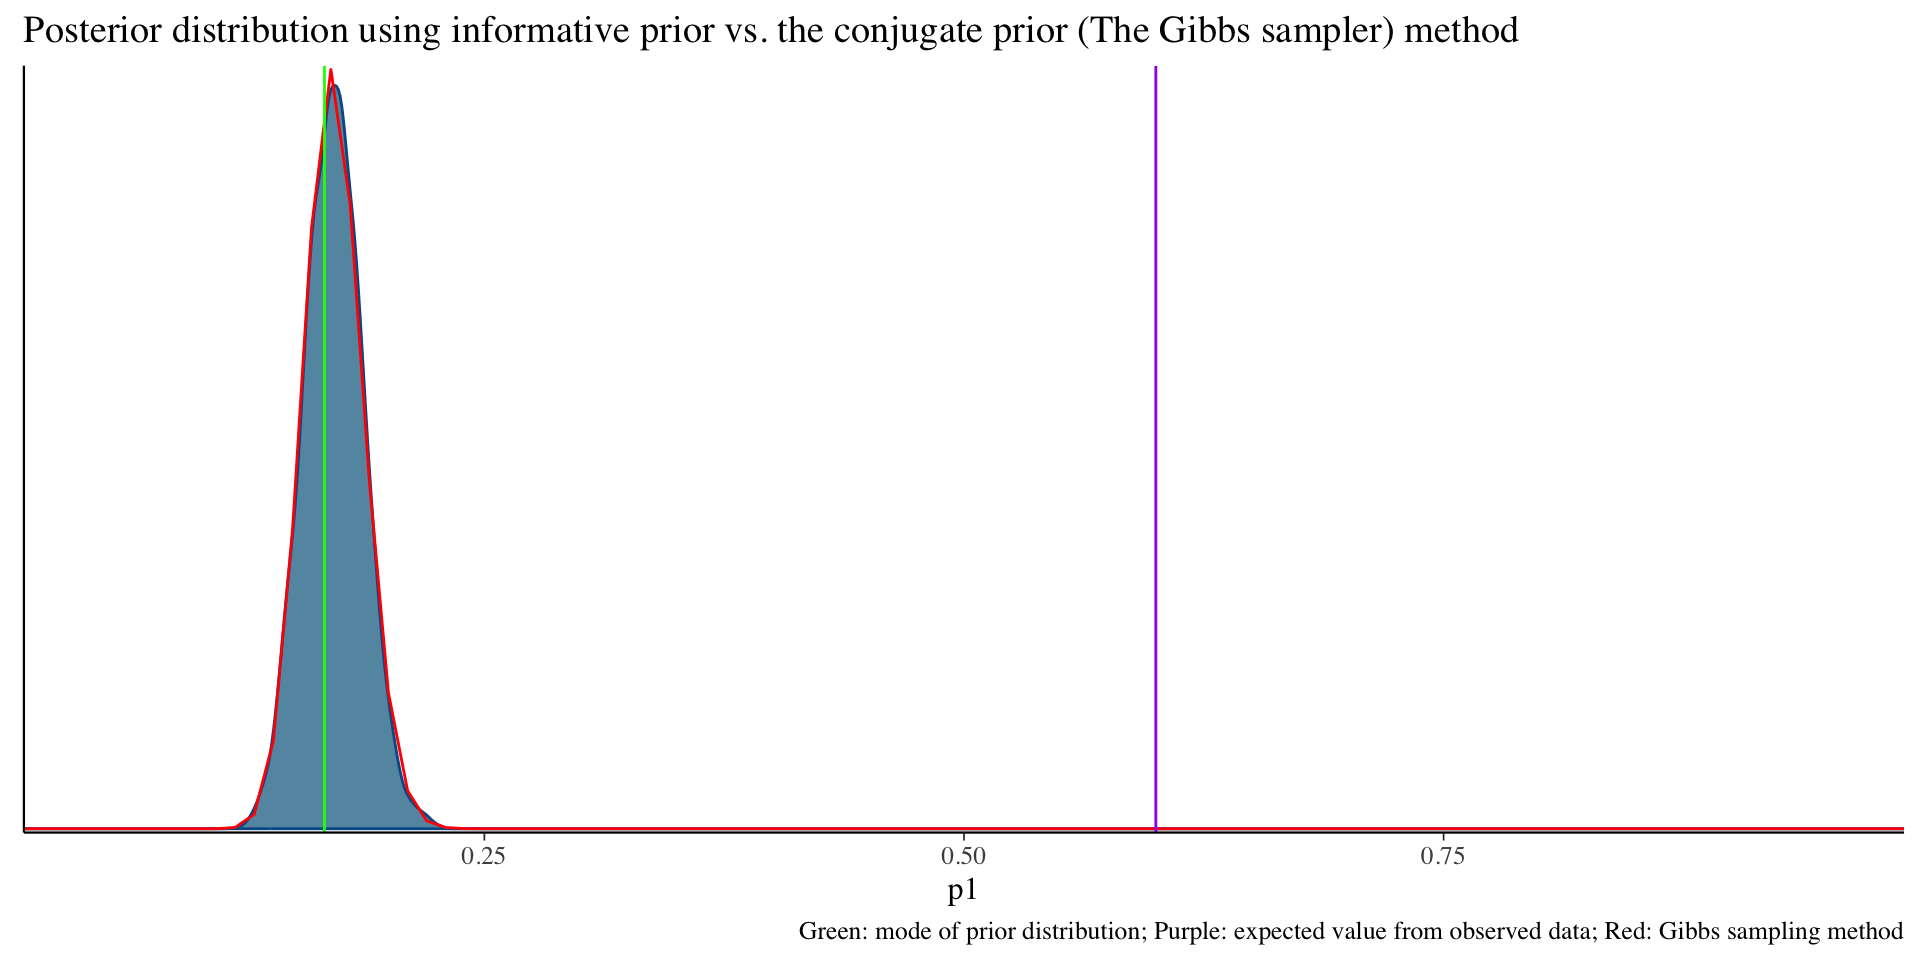 Posterior distribution using informative prior vs. the conjugate prior (The Gibbs sampler) method
0.25 0.50 0.75
p1
Green: mode of prior distribution; Purple: expected value from observed data; Red: Gibbs sampling method